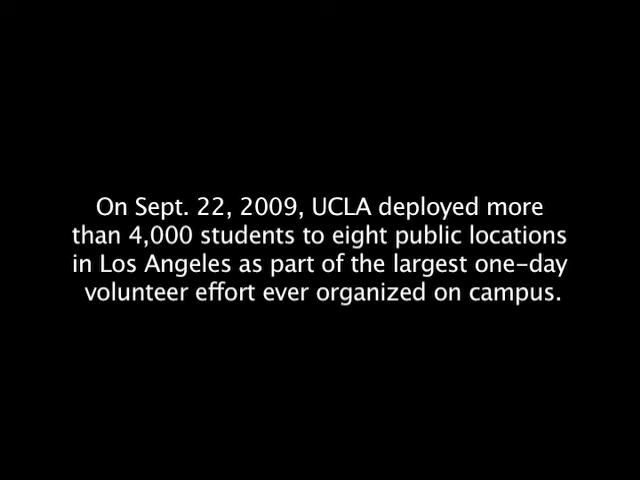 On Sept. 22, 2009, UCLA deployed more
than 4,000 students to eight public locations
in Los Angeles as part of the largest one-day
volunteer effort ever organized on campus.